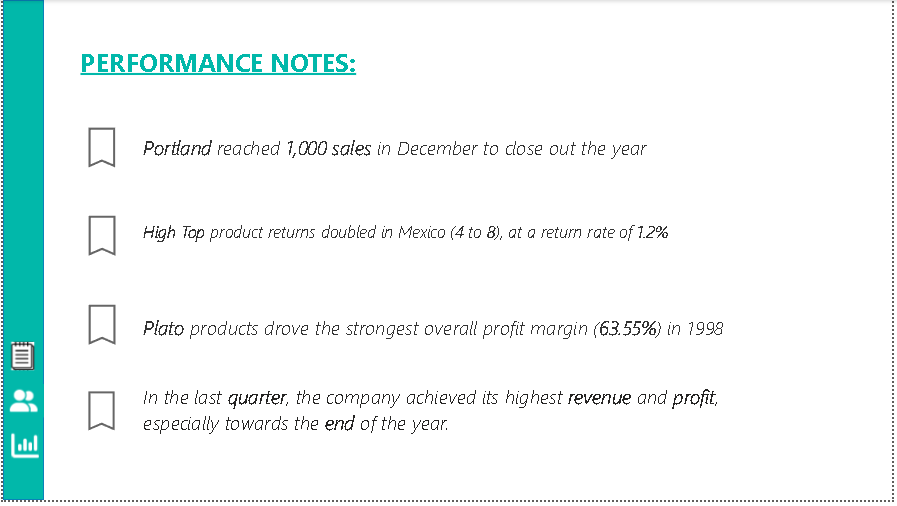 PERFORMANCE NOTES:
Portland reached 1,000 sales in December to close out the year
High Top product returns doubled in Mexico (4 to 8), at a return rate of 1.2%
Plato products drove the strongest overall profit margin (63.55%) in 1998
In the last quarter, the company achieved its highest revenue and profit,
especially towards the end of the year.